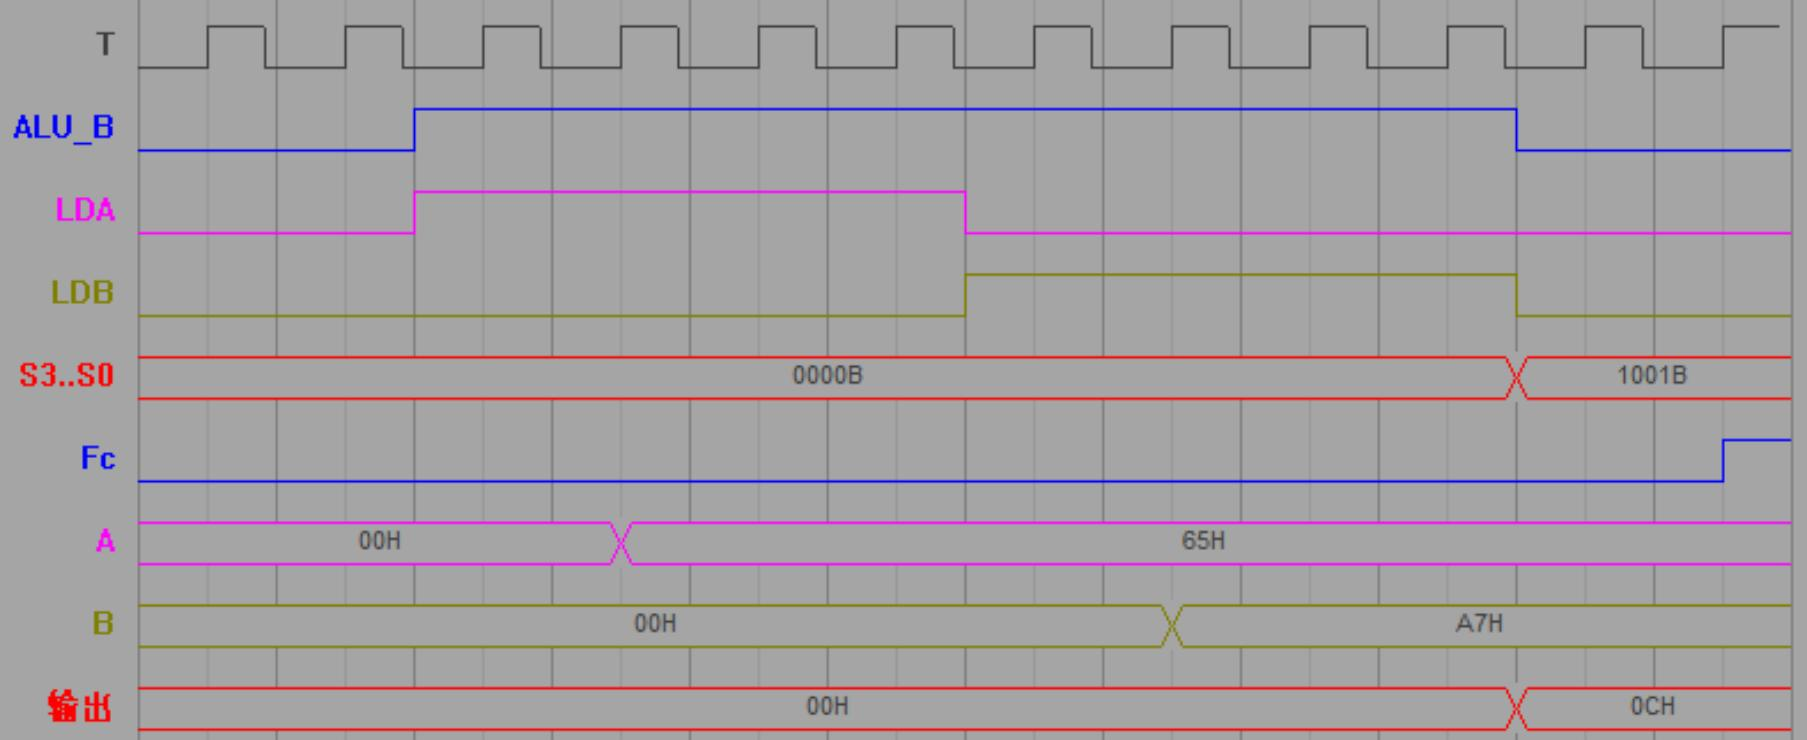 T
ALU_B
LDA
LDB
S3..S0 0000B 1001B
Fc
A 00H 65H
B 00H A7H
输出 00H 0CH